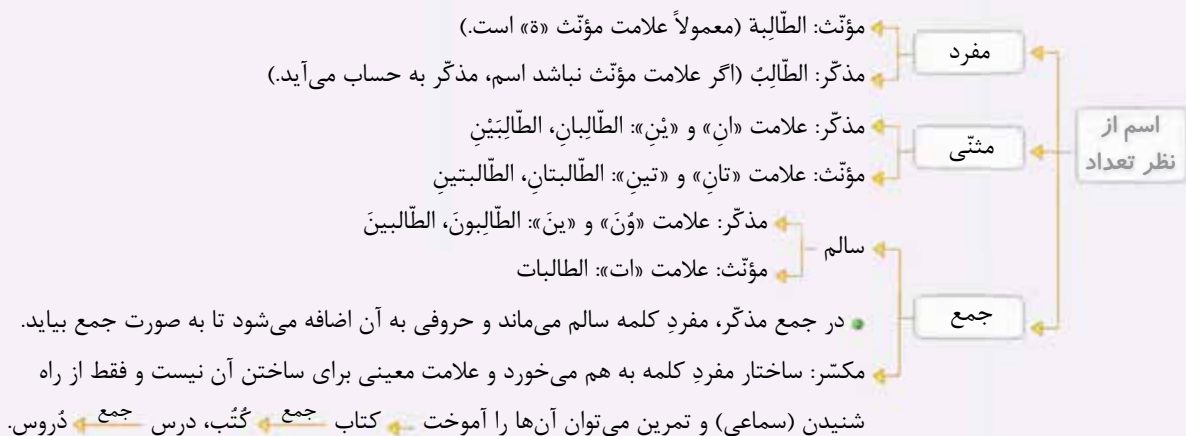 اسم از
نظر تعداد
مفرد
مؤنّث: الطّالِبة (معمولاً علامت مؤنّث «ة» است.)
مذکّر: الطّالِبُ (اگر علامت مؤنّث نباشد اسم، مذکّر به حساب می‌آید.)
مثنّی
مذکّر: علامت «انِ» و «یْنِ»: الطّالِبانِ، الطّالِبَیْنِ
مؤنّث: علامت «تانِ» و «تینِ»: الطّالبتانِ، الطّالبتینِ
جمع
سالم
مذکّر: علامت «وُنَ» و «ینَ»: الطّالِبونَ، الطّالبینَ
مؤنّث: علامت «ات»: الطالبات
در جمع مذکّر، مفردِ کلمه سالم می‌ماند و حروفی به آن اضافه می‌شود تا به صورت جمع بیاید.
مکسّر: ساختار مفردِ کلمه به هم می‌خورد و علامت معینی برای ساختن آن نیست و فقط از راه
شنیدن (سماعی) و تمرین می‌توان آن‌ها را آموخت کتاب جمع کُتُب، درس جمع دُروس.